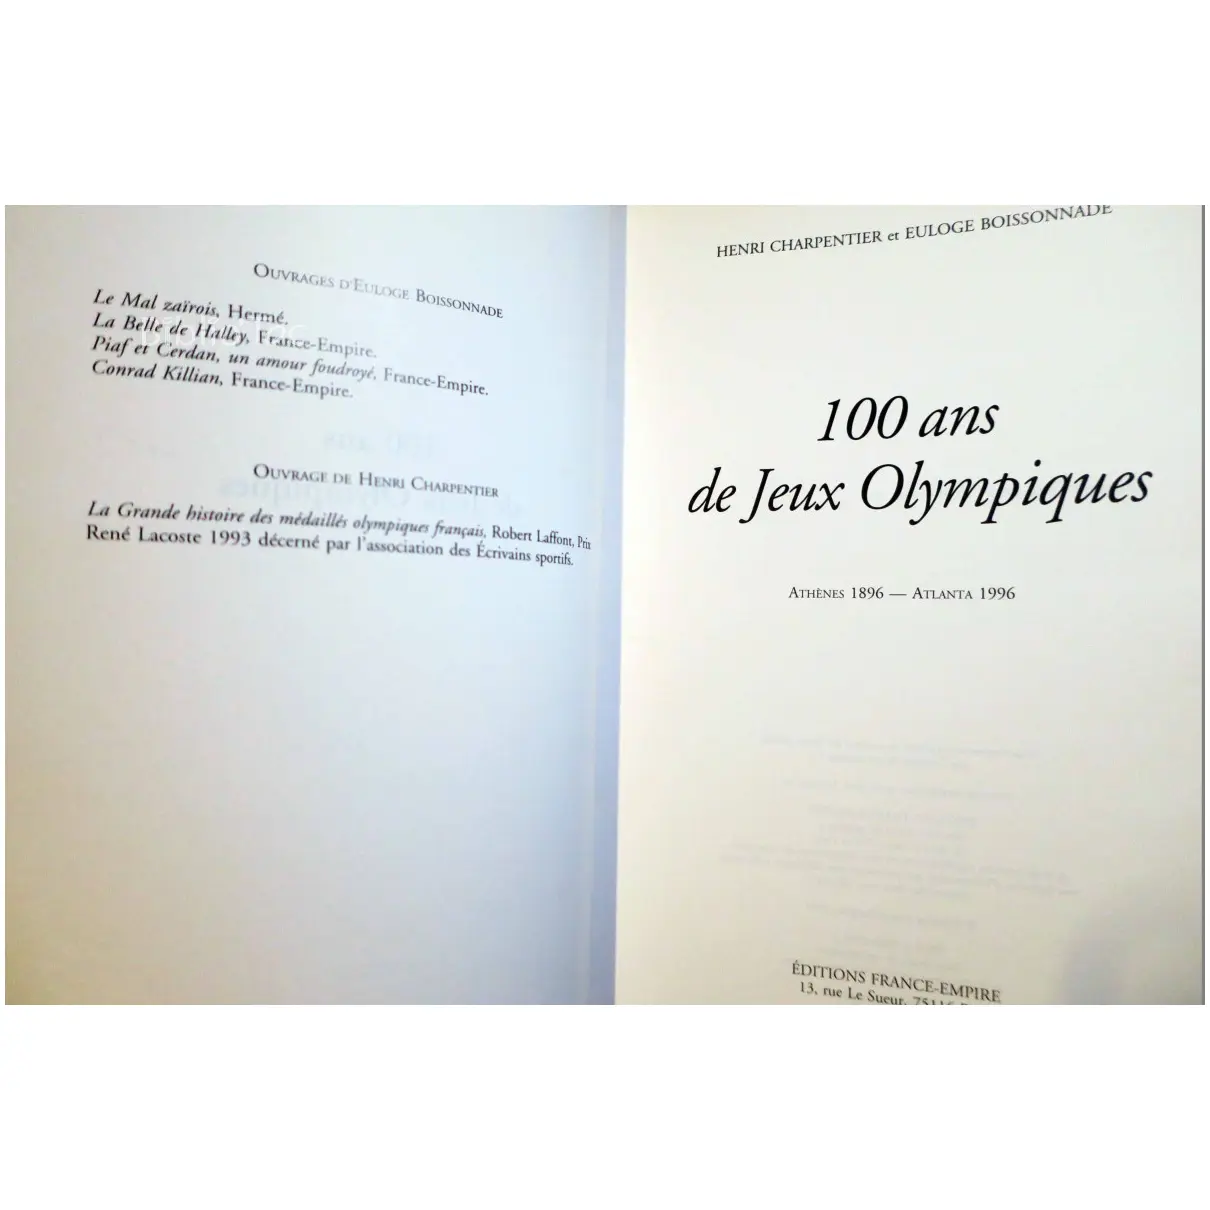 OUVRAGES D'EULOGE BOISSONNADE
Le Mal zaïrois, Hermé.
La Belle de Halley, France-Empire.
Piaf et Cerdan, un amour foudroyé, France-Empire.
Conrad Killian, France-Empire.
OUVRAGE DE HENRI CHARPENTIER
La Grande histoire des médaillés olympiques français, Robert Laffont, Prix
René Lacoste 1993 décerné par l'association des Écrivains sportifs.
HENRI CHARPENTIER et EULOGE BOISSONNADE
100 ans
de Jeux Olympiques
ATHÈNES 1896 — ATLANTA 1996
ÉDITIONS FRANCE-EMPIRE
13, rue Le Sueur, 75116